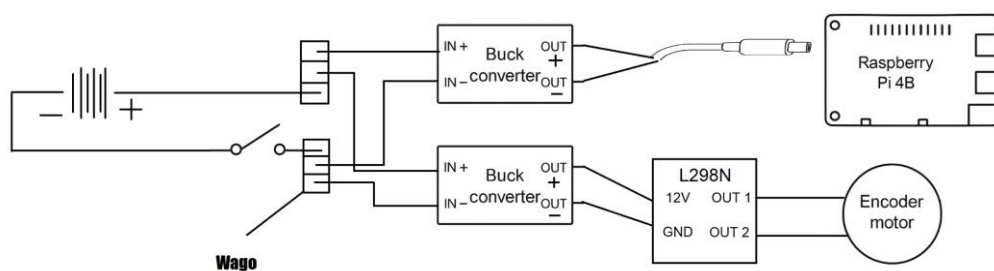 IN +
Buck
converter
OUT
+
OUT
−
IN −
Raspberry
Pi 4B
− +
IN +
Buck
converter
OUT
+
OUT
−
IN −
L298N
12V OUT 1
GND OUT 2
Encoder
motor
Wago